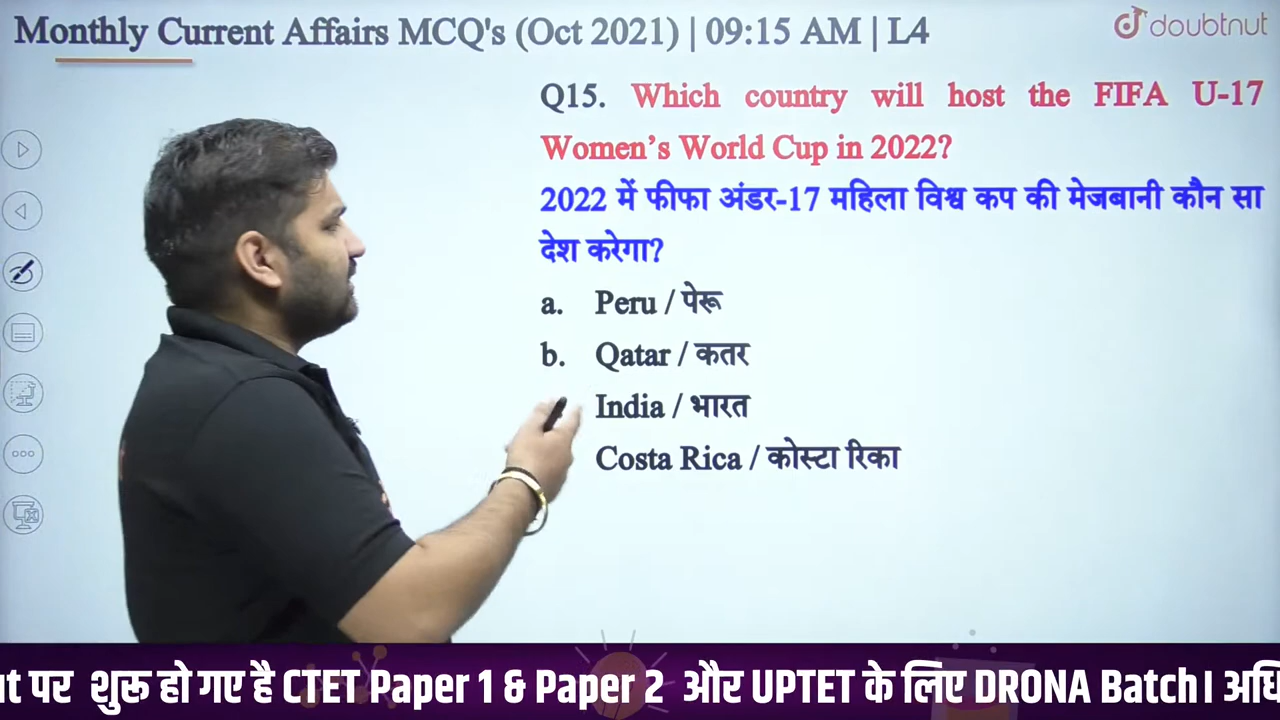 Monthly Current Affairs MCQ's (Oct 2021) | 09:15 AM | L4
doubtnut
Q15. Which country will host the FIFA U-17
Women's World Cup in 2022?
2022 में फीफा अंडर-17 महिला विश्व कप की मेजबानी कौन सा
देश करेगा?
a. Peru / पेरू
b. Qatar / कतर
India / भारत
Costa Rica / कोस्टा रिका
पर शुरू हो गए है CTET Paper 1 & Paper 2 और UPTET के लिए DRONA Batch।